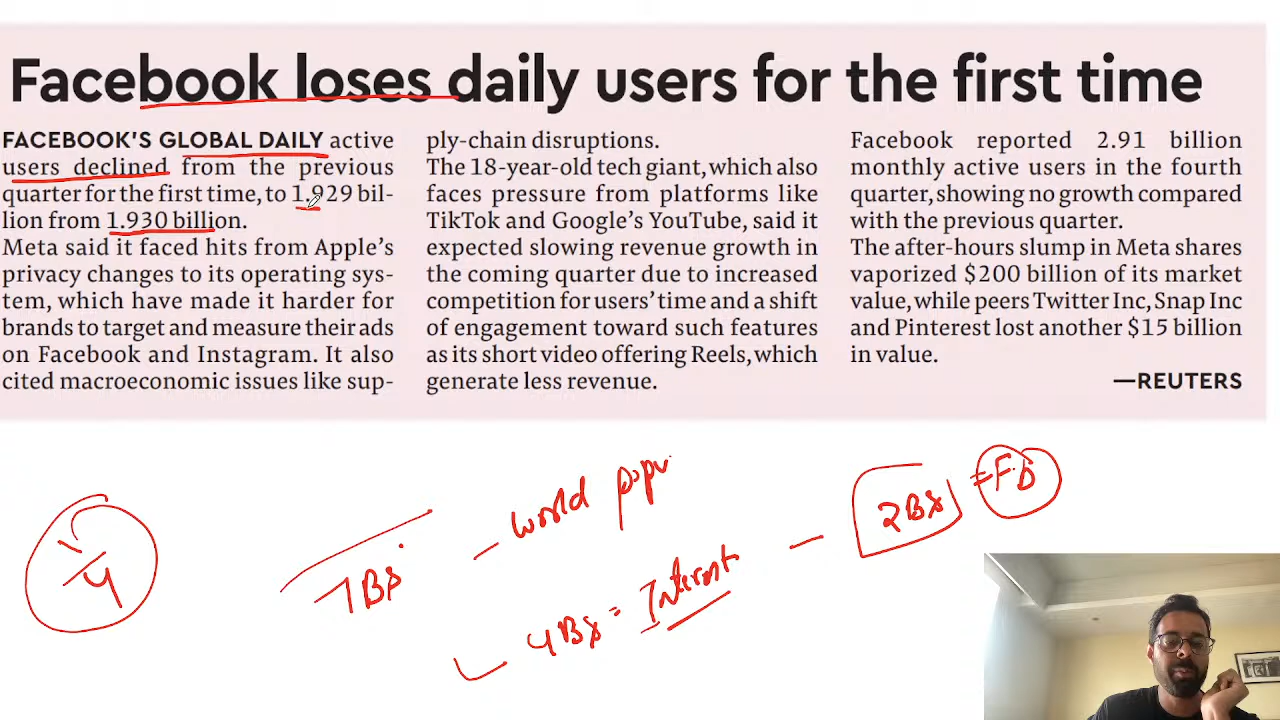 Facebook loses daily users for the first time
FACEBOOK'S GLOBAL DAILY active
users declined from the previous
quarter for the first time, to 1.929 bil-
lion from 1.930 billion.
Meta said it faced hits from Apple's
privacy changes to its operating sys-
tem, which have made it harder for
brands to target and measure their ads
on Facebook and Instagram. It also
cited macroeconomic issues like sup-
ply-chain disruptions.
The 18-year-old tech giant, which also
faces pressure from platforms like
TikTok and Google's YouTube, said it
expected slowing revenue growth in
the coming quarter due to increased
competition for users' time and a shift
of engagement toward such features
as its short video offering Reels, which
generate less revenue.
Facebook reported 2.91 billion
monthly active users in the fourth
quarter, showing no growth compared
with the previous quarter.
The after-hours slump in Meta shares
vaporized $200 billion of its market
value, while peers Twitter Inc, Snap Inc
and Pinterest lost another $15 billion
in value.
—REUTERS
1/4
7B — world popu
4B = Internet — 2B = FB